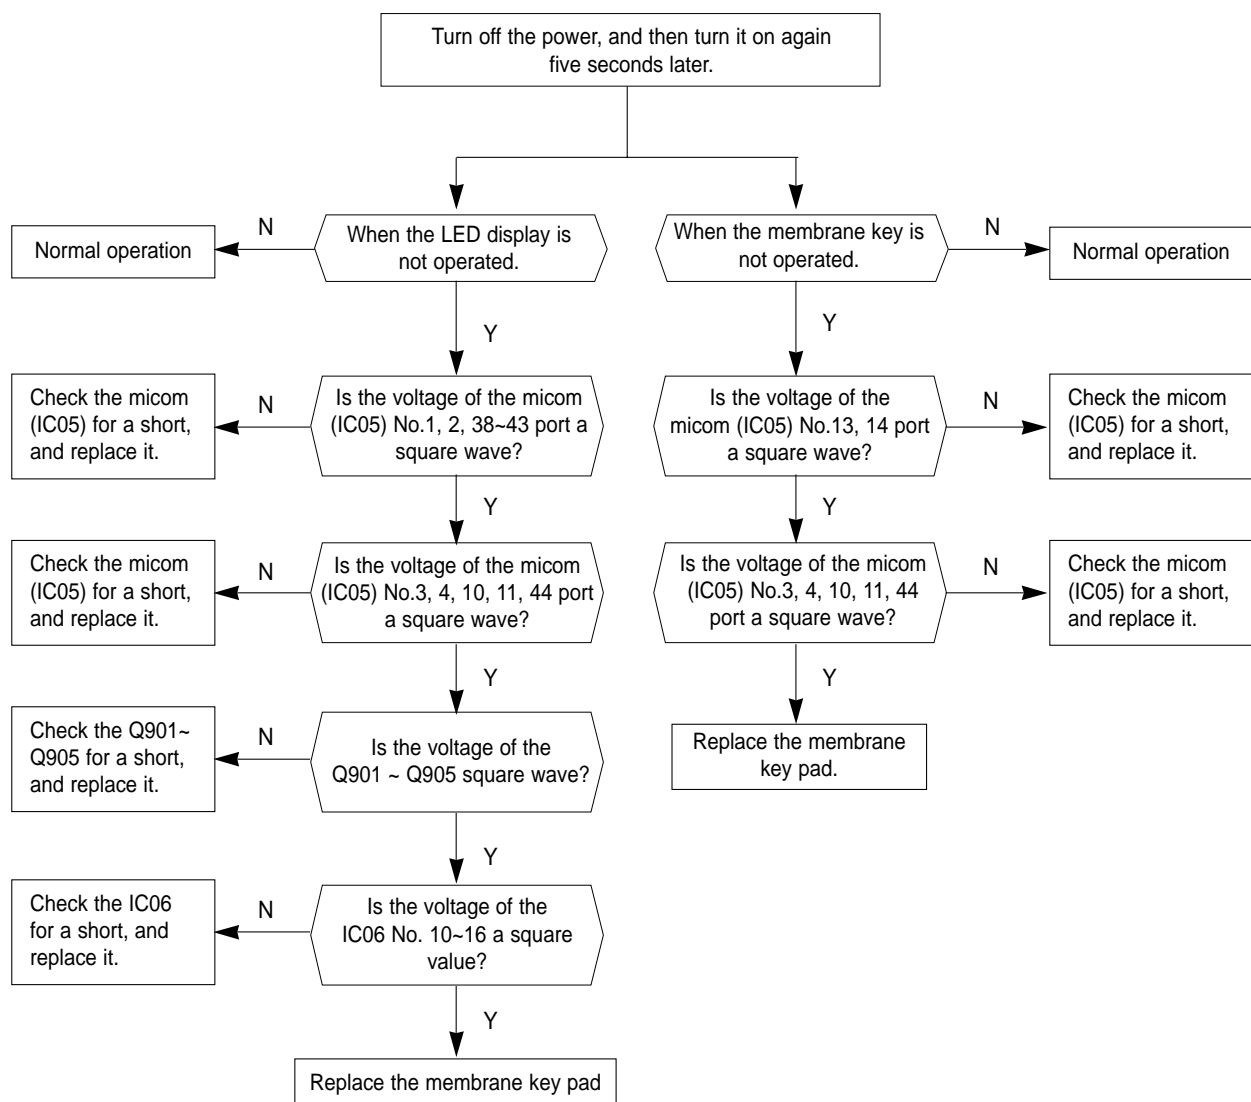 Turn off the power, and then turn it on again
five seconds later.
N
When the LED display is
not operated.
Normal operation
Y
When the membrane key is
not operated.
N
Normal operation
Y
Check the micom
(IC05) for a short,
and replace it.
N
Is the voltage of the micom
(IC05) No.1, 2, 38~43 port a
square wave?
Y
Is the voltage of the
micom (IC05) No.13, 14 port
a square wave?
N
Check the micom
(IC05) for a short,
and replace it.
Y
Check the micom
(IC05) for a short,
and replace it.
N
Is the voltage of the micom
(IC05) No.3, 4, 10, 11, 44 port
a square wave?
Y
Is the voltage of the micom
(IC05) No.3, 4, 10, 11, 44
port a square wave?
N
Check the micom
(IC05) for a short,
and replace it.
Y
Check the Q901~
Q905 for a short,
and replace it.
N
Is the voltage of the
Q901 ~ Q905 square wave?
Y
Replace the membrane
key pad.
Check the IC06
for a short, and
replace it.
N
Is the voltage of the
IC06 No. 10~16 a square
value?
Y
Replace the membrane key pad